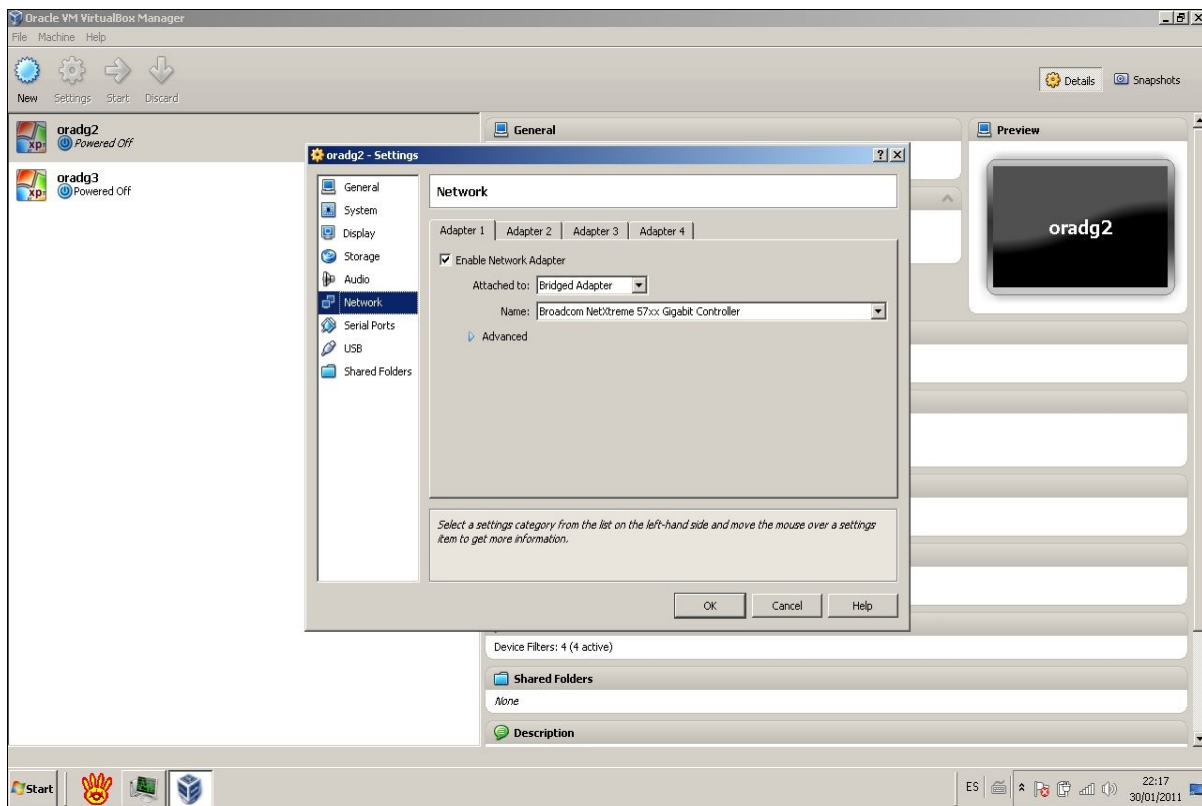 Oracle VM VirtualBox Manager
File Machine Help
New Settings Start Discard
Details Snapshots
oradg2
Powered Off
oradg3
Powered Off
xp
xp
General
Preview
oradg2
oradg2 - Settings
General
System
Display
Storage
Audio
Network
Serial Ports
USB
Shared Folders
Network
Adapter 1 Adapter 2 Adapter 3 Adapter 4
Enable Network Adapter
Attached to: Bridged Adapter
Name: Broadcom NetXtreme 57xx Gigabit Controller
Advanced
Select a settings category from the list on the left-hand side and move the mouse over a settings
item to get more information.
OK Cancel Help
Device Filters: 4 (4 active)
Shared Folders
None
Description
Start
ES
22:17
30/01/2011